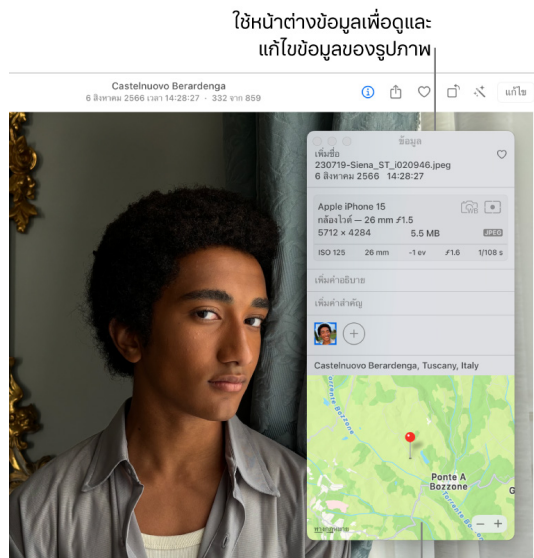 ใช้หน้าต่างข้อมูลเพื่อดูและ
แก้ไขข้อมูลของรูปภาพ
Castelnuovo Berardenga
6 สิงหาคม 2566 เวลา 14:28:27 · 332 จาก 859
แก้ไข
ข้อมูล
เพิ่มชื่อ
230719-Siena_ST_i020946.jpeg
6 สิงหาคม 2566 14:28:27
Apple iPhone 15
กล้องไวด์ — 26 mm ƒ1.5
5712 × 4284 5.5 MB JPEG
ISO 125 26 mm -1 ev ƒ1.6 1/108 s
เพิ่มคำอธิบาย
เพิ่มคำสำคัญ
Castelnuovo Berardenga, Tuscany, Italy
Torrente Bozzone
Ponte A
Bozzone
G
Torrente Bozzone